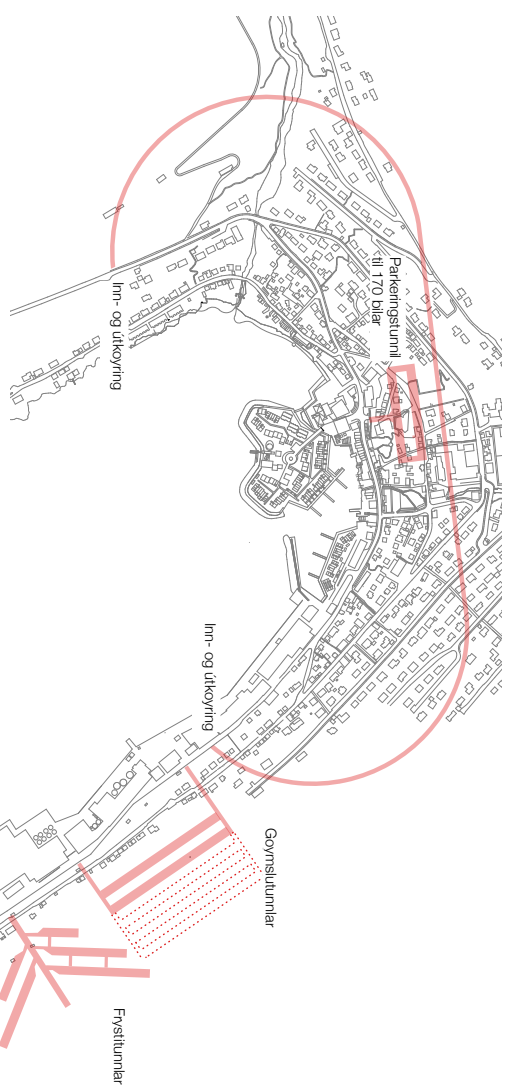 Parkeringstunnil
til 170 bilar
Inn- og útkoyring
Inn- og útkoyring
Goymslutunnlar
Frystitunnlar